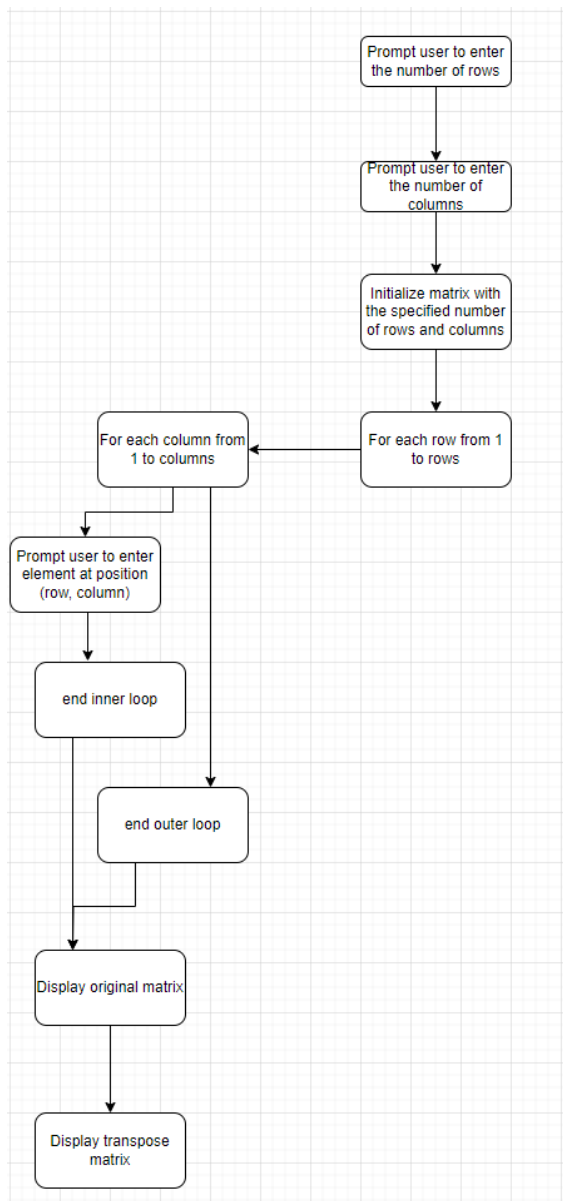 Prompt user to enter
the number of rows
Prompt user to enter
the number of
columns
Initialize matrix with
the specified number
of rows and columns
For each column from
1 to columns
For each row from 1
to rows
Prompt user to enter
element at position
(row, column)
end inner loop
end outer loop
Display original matrix
Display transpose
matrix